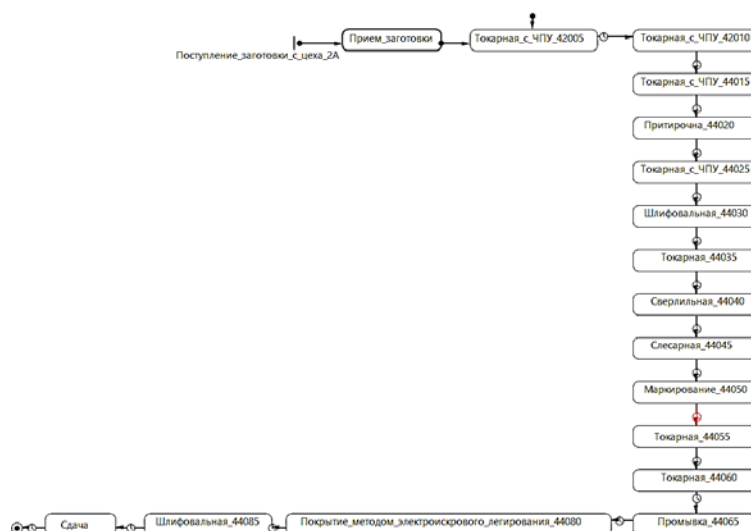 Прием_заготовки
Токарная_с_ЧПУ_42005
Токарная_с_ЧПУ_42010
Поступление_заготовки_с_цеха_2А
Токарная_с_ЧПУ_44015
Притирочна_44020
Токарная_с_ЧПУ_44025
Шлифовальная_44030
Токарная_44035
Сверлильная_44040
Слесарная_44045
Маркирование_44050
Токарная_44055
Токарная_44060
Сдача
Шлифовальная_44085
Покрытие_методом_электроискрового_легирования_44080
Промывка_44065